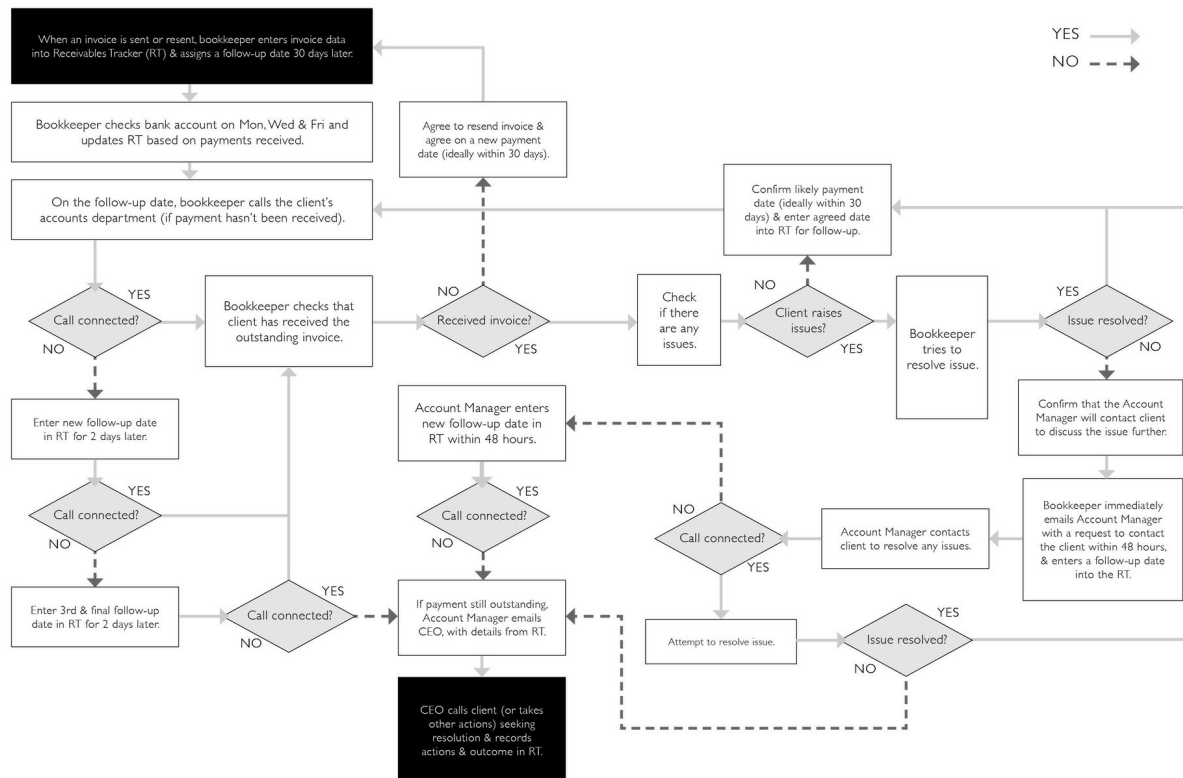 When an invoice is sent or resent, bookkeeper enters invoice data
into Receivables Tracker (RT) & assigns a follow-up date 30 days later.
YES
NO
Bookkeeper checks bank account on Mon, Wed & Fri and
updates RT based on payments received.
Agree to resend invoice &
agree on a new payment
date (ideally within 30 days).
On the follow-up date, bookkeeper calls the client's
accounts department (if payment hasn't been received).
Confirm likely payment
date (ideally within 30
days) & enter agreed date
into RT for follow-up.
YES
Call connected?
NO
Bookkeeper checks that
client has received the
outstanding invoice.
NO
Received invoice?
YES
Check
if there
are any
issues.
NO
Client raises
issues?
YES
Bookkeeper
tries to
resolve issue.
YES
Issue resolved?
NO
Enter new follow-up date
in RT for 2 days later.
Account Manager enters
new follow-up date in
RT within 48 hours.
Confirm that the Account
Manager will contact client
to discuss the issue further.
YES
Call connected?
NO
YES
Call connected?
NO
NO
Call connected?
YES
Account Manager contacts
client to resolve any issues.
Bookkeeper immediately
emails Account Manager
with a request to contact
the client within 48 hours,
& enters a follow-up date
into the RT.
Enter 3rd & final follow-up
date in RT for 2 days later.
YES
Call connected?
NO
If payment still outstanding,
Account Manager emails
CEO, with details from RT.
Attempt to resolve issue.
YES
Issue resolved?
NO
CEO calls client (or takes
other actions) seeking
resolution & records
actions & outcome in RT.